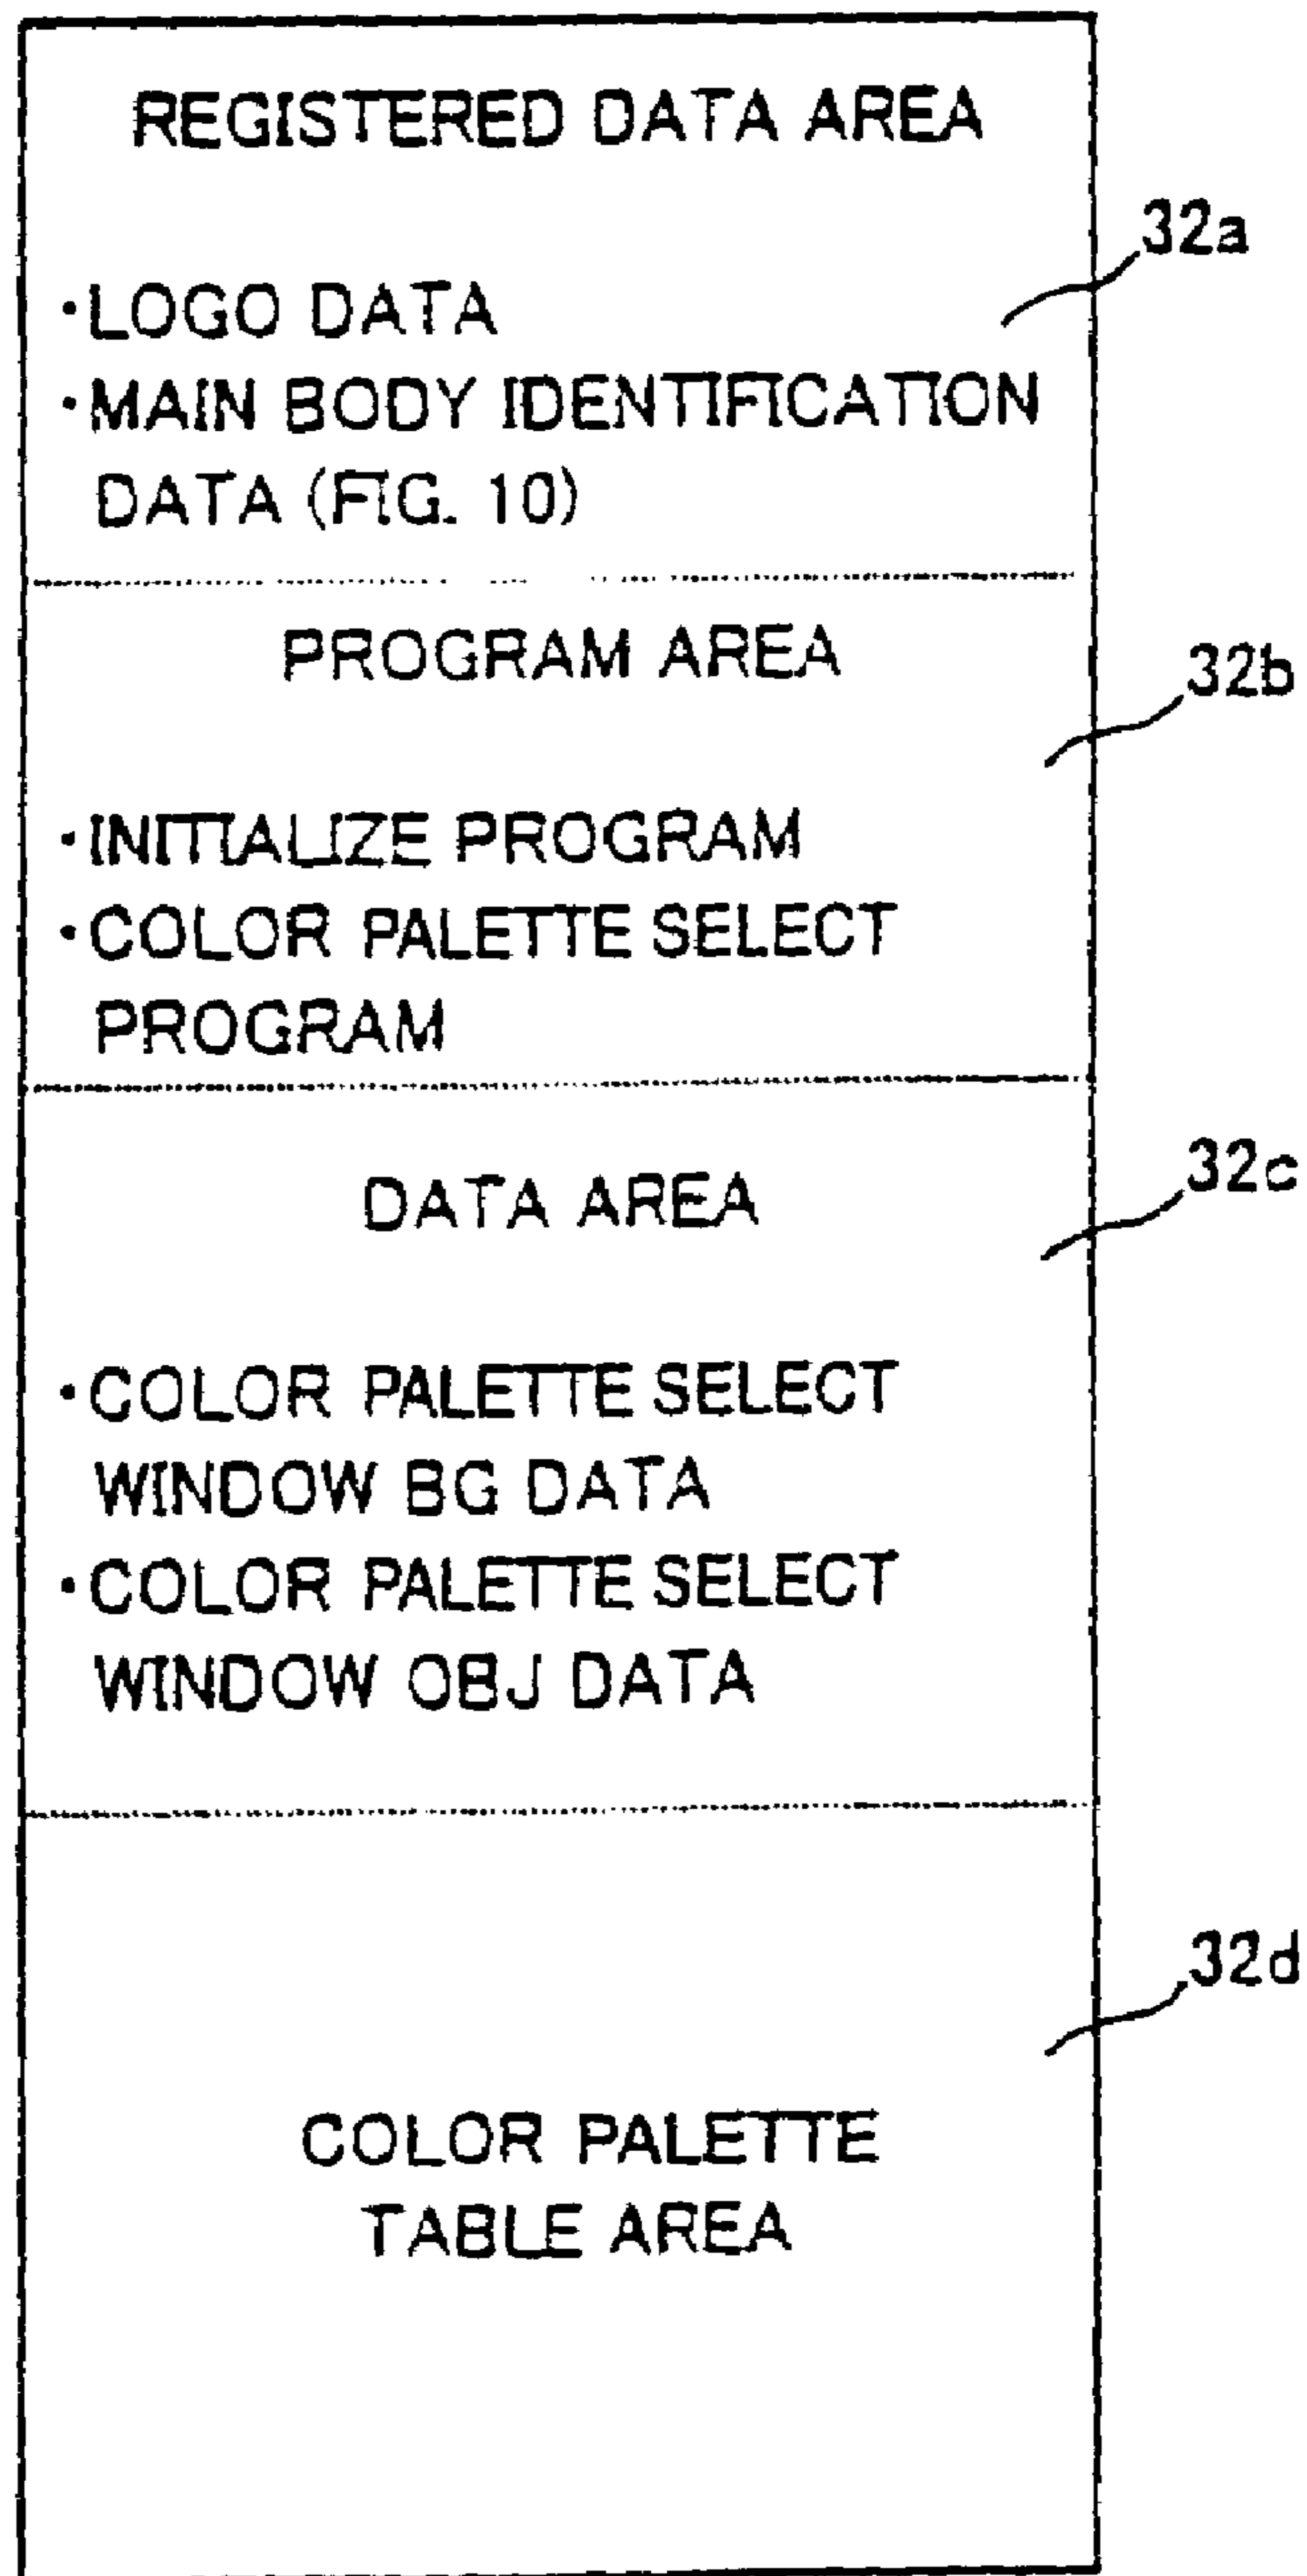 REGISTERED DATA AREA
32a
·LOGO DATA
·MAIN BODY IDENTIFICATION
DATA (FIG. 10)
PROGRAM AREA
32b
·INITIALIZE PROGRAM
·COLOR PALETTE SELECT
PROGRAM
DATA AREA
32c
·COLOR PALETTE SELECT
WINDOW BG DATA
·COLOR PALETTE SELECT
WINDOW OBJ DATA
32d
COLOR PALETTE
TABLE AREA